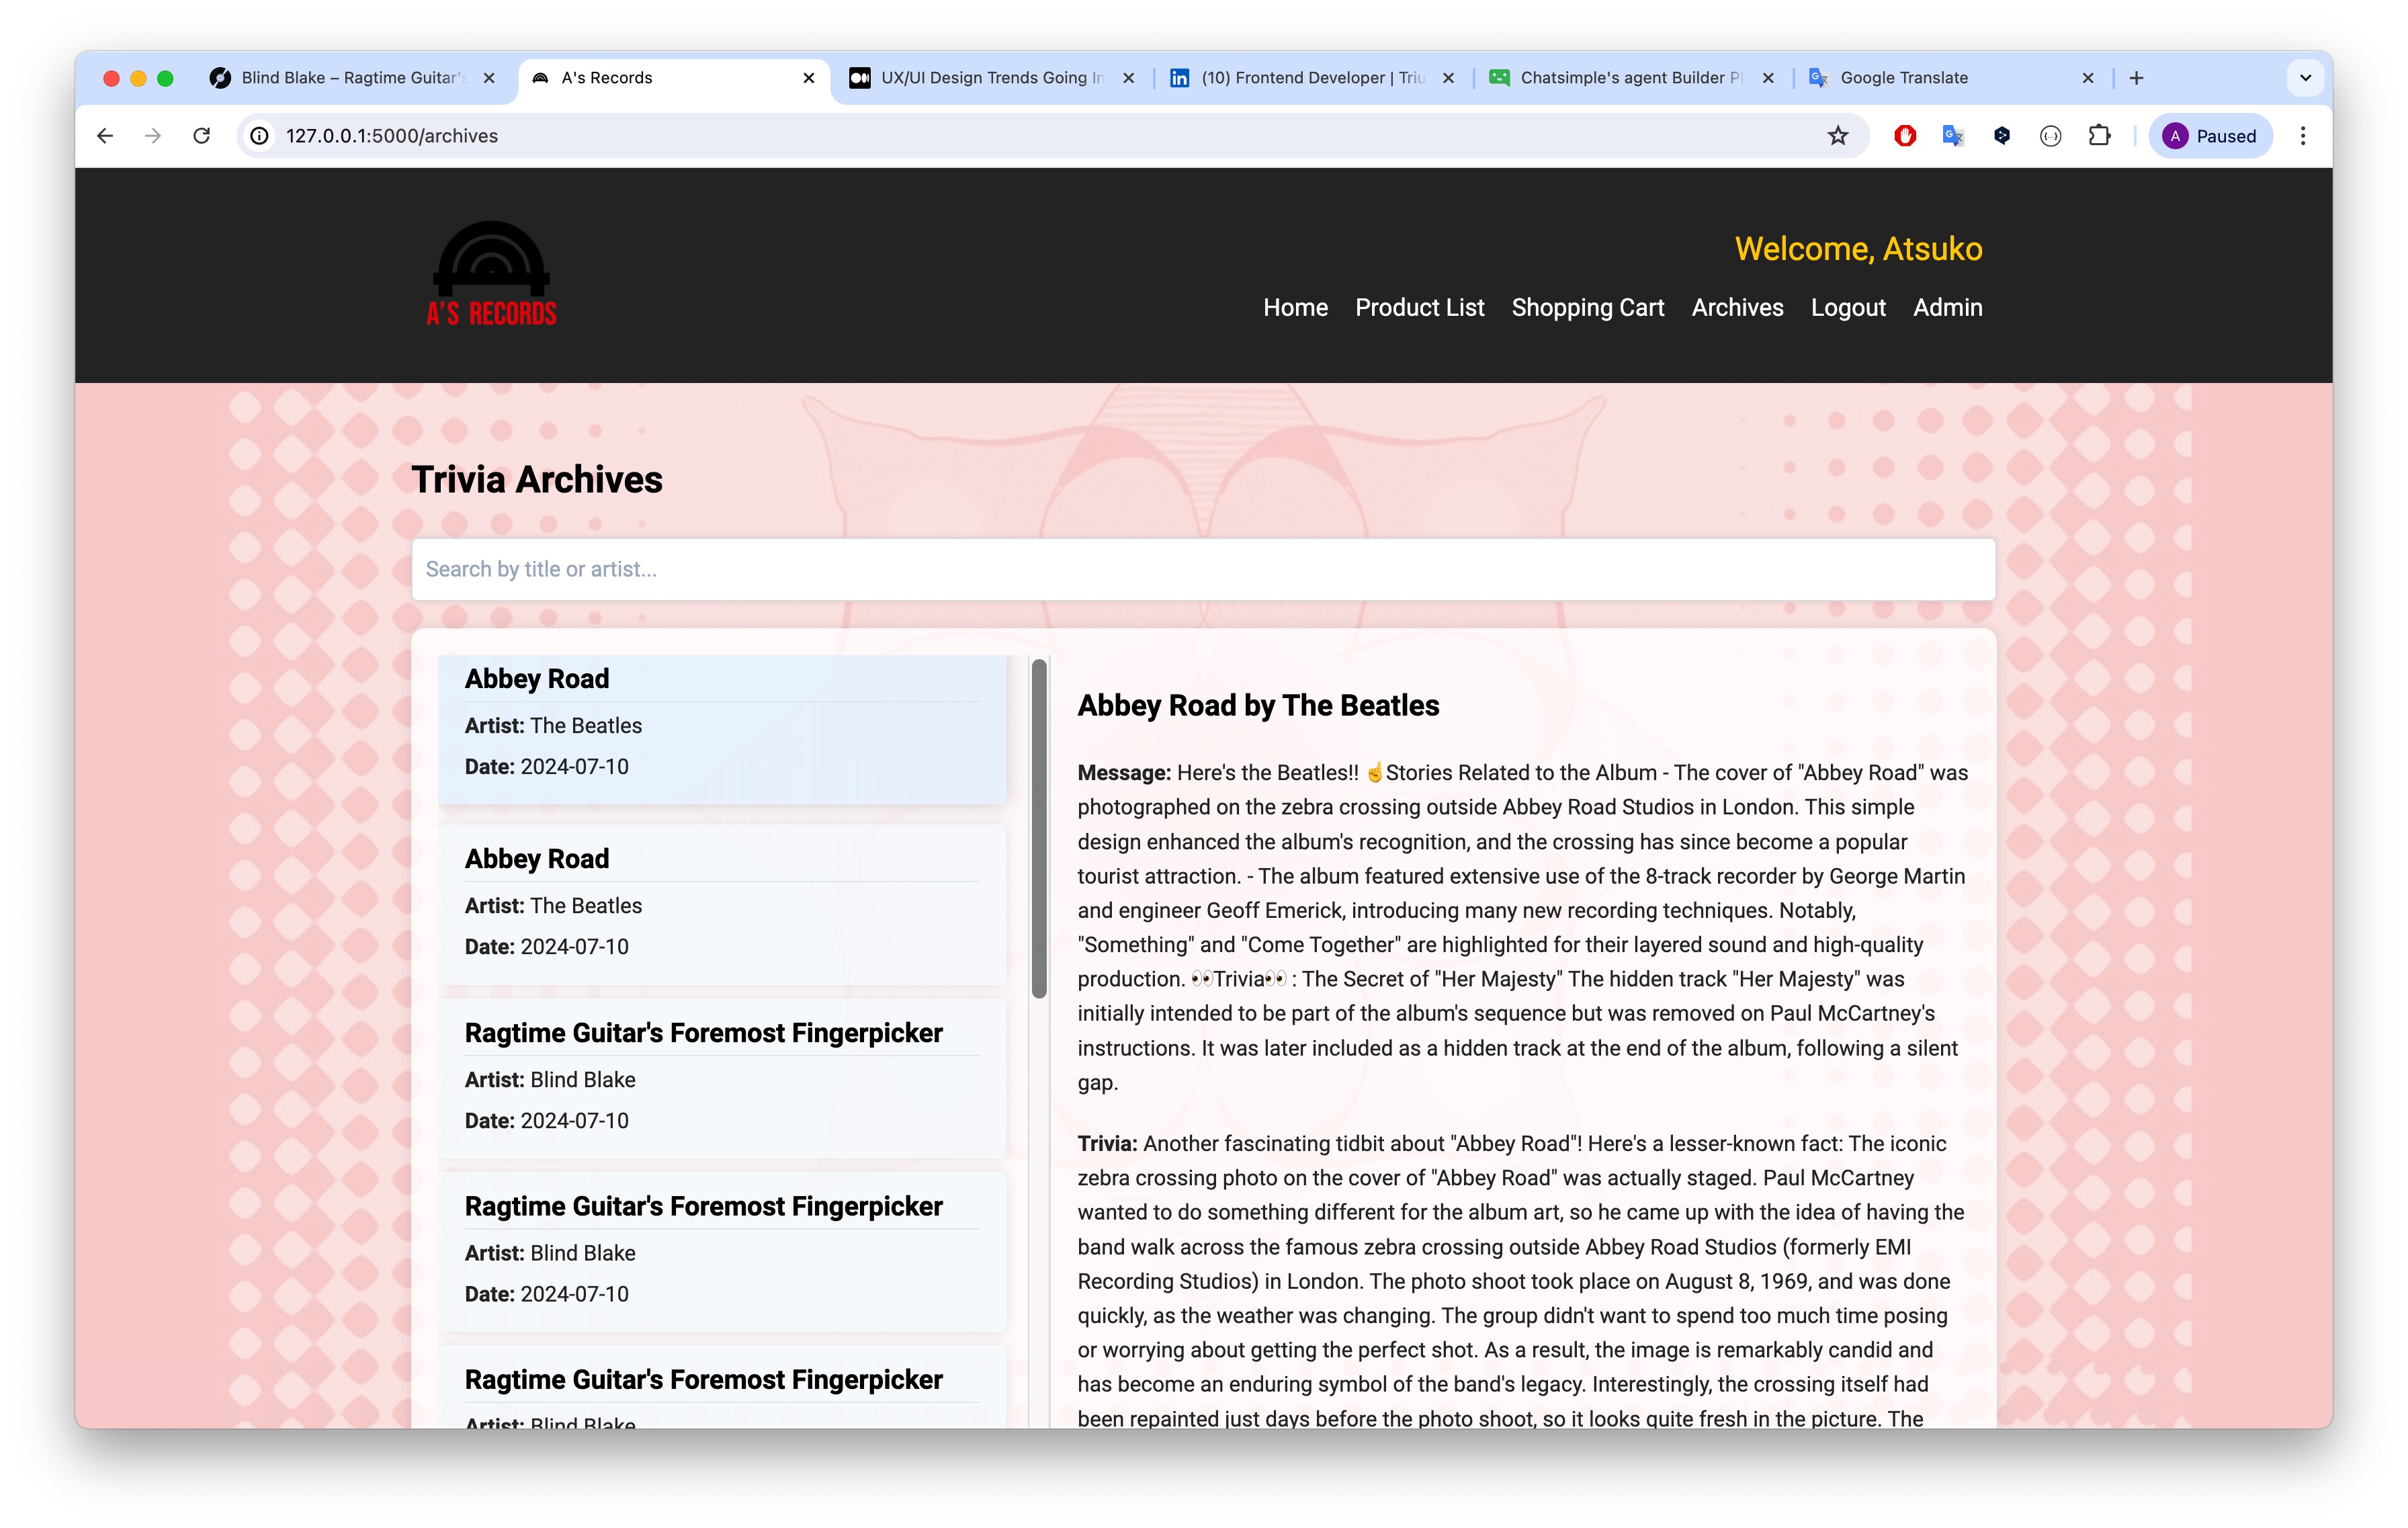 Blind Blake – Ragtime Guitar's
A's Records
UX/UI Design Trends Going In
(10) Frontend Developer | Triu
Chatsimple's agent Builder Pl
Google Translate
127.0.0.1:5000/archives
A Paused
A'S RECORDS
Welcome, Atsuko
Home Product List Shopping Cart Archives Logout Admin
Trivia Archives
Search by title or artist...
Abbey Road
Artist: The Beatles
Date: 2024-07-10
Abbey Road
Artist: The Beatles
Date: 2024-07-10
Ragtime Guitar's Foremost Fingerpicker
Artist: Blind Blake
Date: 2024-07-10
Ragtime Guitar's Foremost Fingerpicker
Artist: Blind Blake
Date: 2024-07-10
Ragtime Guitar's Foremost Fingerpicker
Artist: Blind Blake
Abbey Road by The Beatles
Message: Here's the Beatles!! ☝️Stories Related to the Album - The cover of "Abbey Road" was
photographed on the zebra crossing outside Abbey Road Studios in London. This simple
design enhanced the album's recognition, and the crossing has since become a popular
tourist attraction. - The album featured extensive use of the 8-track recorder by George Martin
and engineer Geoff Emerick, introducing many new recording techniques. Notably,
"Something" and "Come Together" are highlighted for their layered sound and high-quality
production. 👀Trivia👀 : The Secret of "Her Majesty" The hidden track "Her Majesty" was
initially intended to be part of the album's sequence but was removed on Paul McCartney's
instructions. It was later included as a hidden track at the end of the album, following a silent
gap.
Trivia: Another fascinating tidbit about "Abbey Road"! Here's a lesser-known fact: The iconic
zebra crossing photo on the cover of "Abbey Road" was actually staged. Paul McCartney
wanted to do something different for the album art, so he came up with the idea of having the
band walk across the famous zebra crossing outside Abbey Road Studios (formerly EMI
Recording Studios) in London. The photo shoot took place on August 8, 1969, and was done
quickly, as the weather was changing. The group didn't want to spend too much time posing
or worrying about getting the perfect shot. As a result, the image is remarkably candid and
has become an enduring symbol of the band's legacy. Interestingly, the crossing itself had
been repainted just days before the photo shoot, so it looks quite fresh in the picture. The